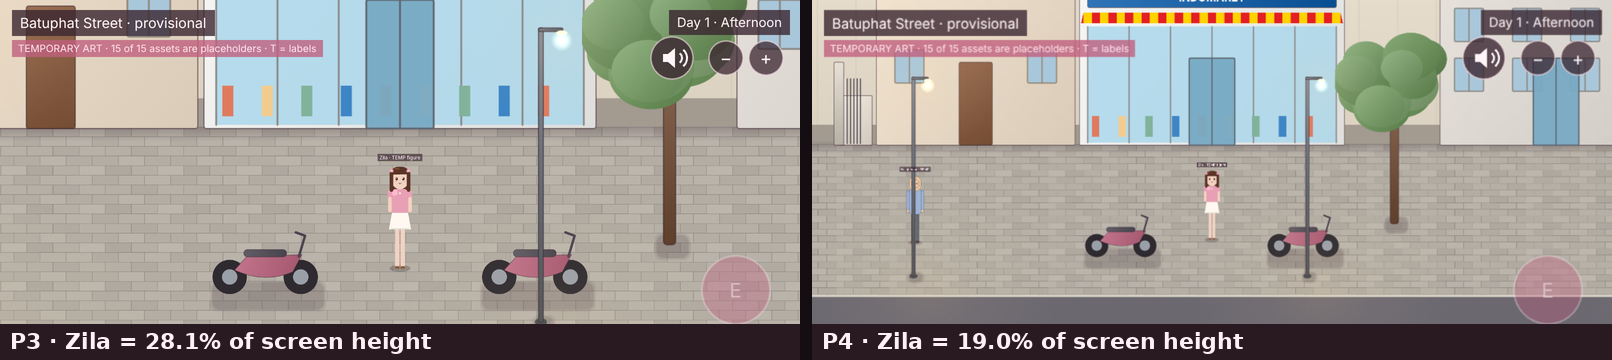 Batuphat Street · provisional
Day 1 · Afternoon
TEMPORARY ART · 15 of 15 assets are placeholders · T = labels
− +
Zila · TEMP figure
E
P3 · Zila = 28.1% of screen height
INDOMARET
Batuphat Street · provisional
Day 1 · Afternoon
TEMPORARY ART · 15 of 15 assets are placeholders · T = labels
− +
E
P4 · Zila = 19.0% of screen height